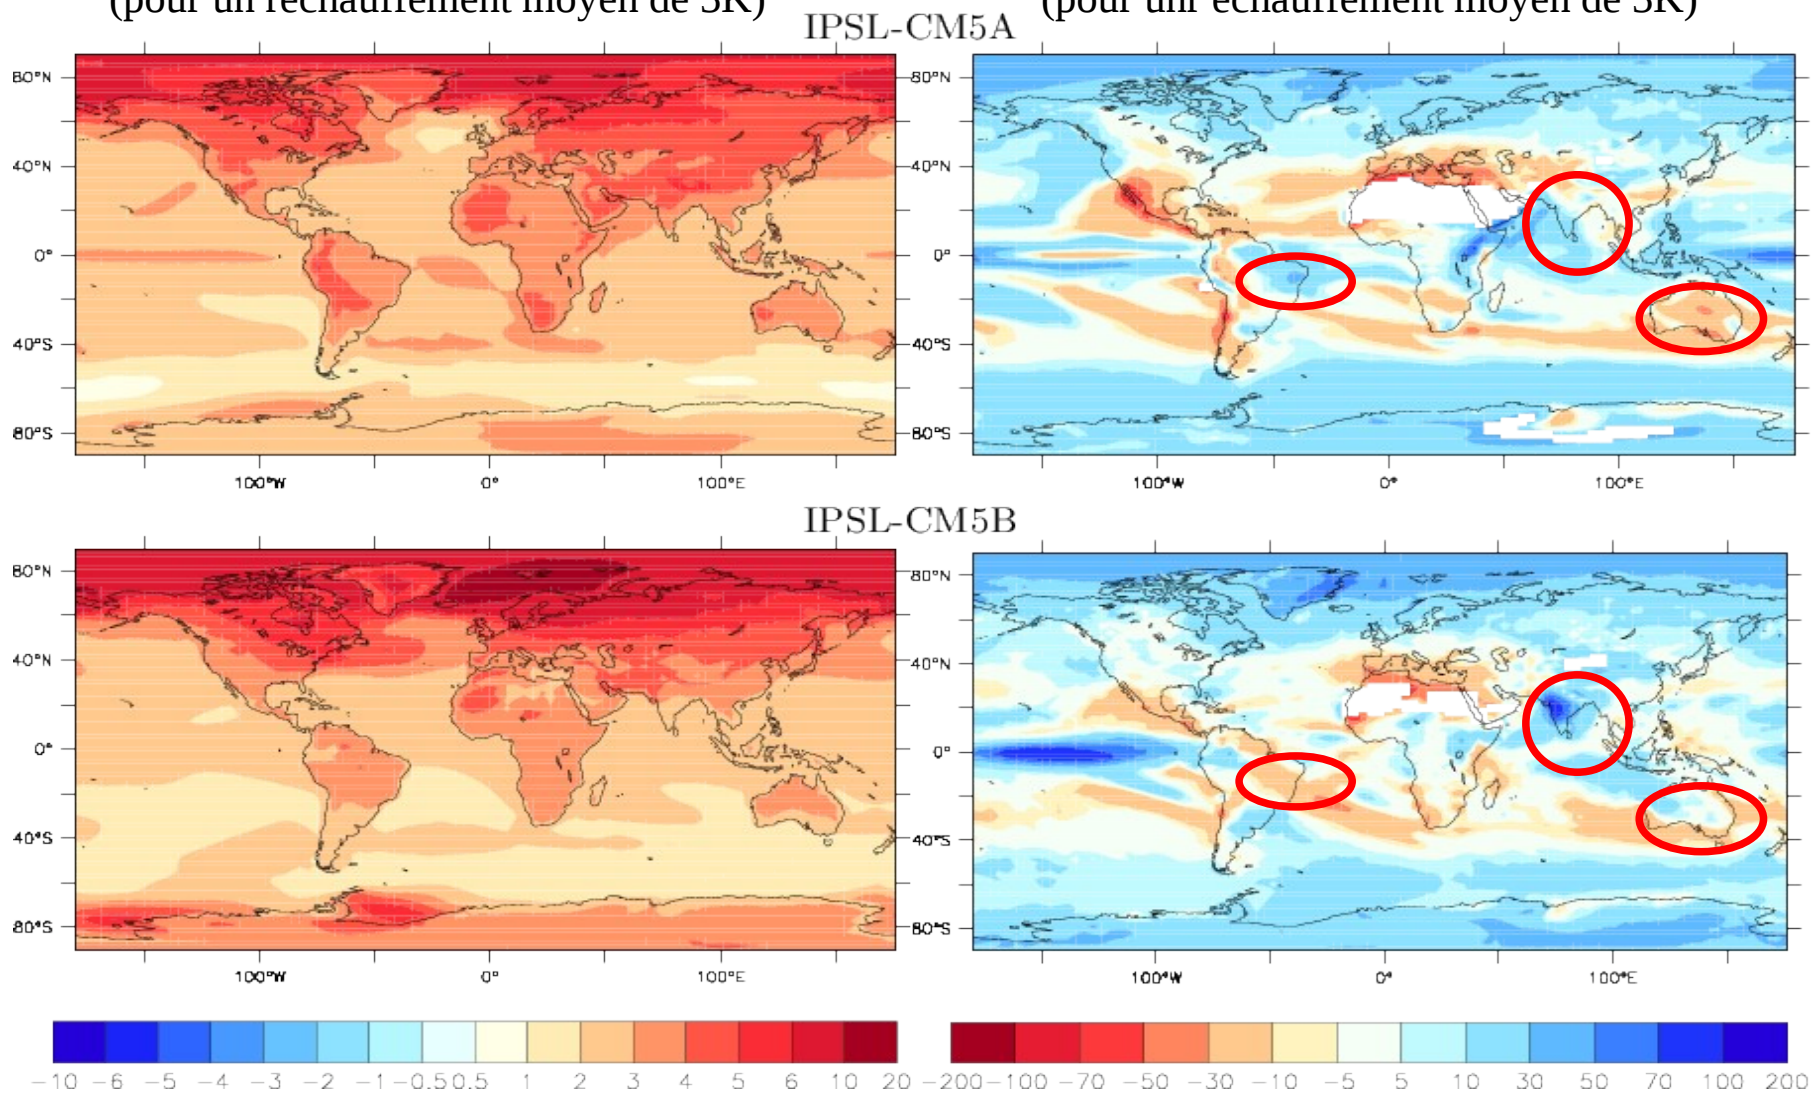 (pour un réchauffement moyen de 3K) (pour unr échauffement moyen de 3K)
IPSL-CM5A
80°N 80°N
40°N 40°N
0° 0°
40°S 40°S
80°S 80°S
100°W 0° 100°E 100°W 0° 100°E
IPSL-CM5B
80°N 80°N
40°N 40°N
0° 0°
40°S 40°S
80°S 80°S
100°W 0° 100°E 100°W 0° 100°E
-10 -6 -5 -4 -3 -2 -1 -0.5 0.5 1 2 3 4 5 6 10 20 -200 -100 -70 -50 -30 -10 -5 5 10 30 50 70 100 200